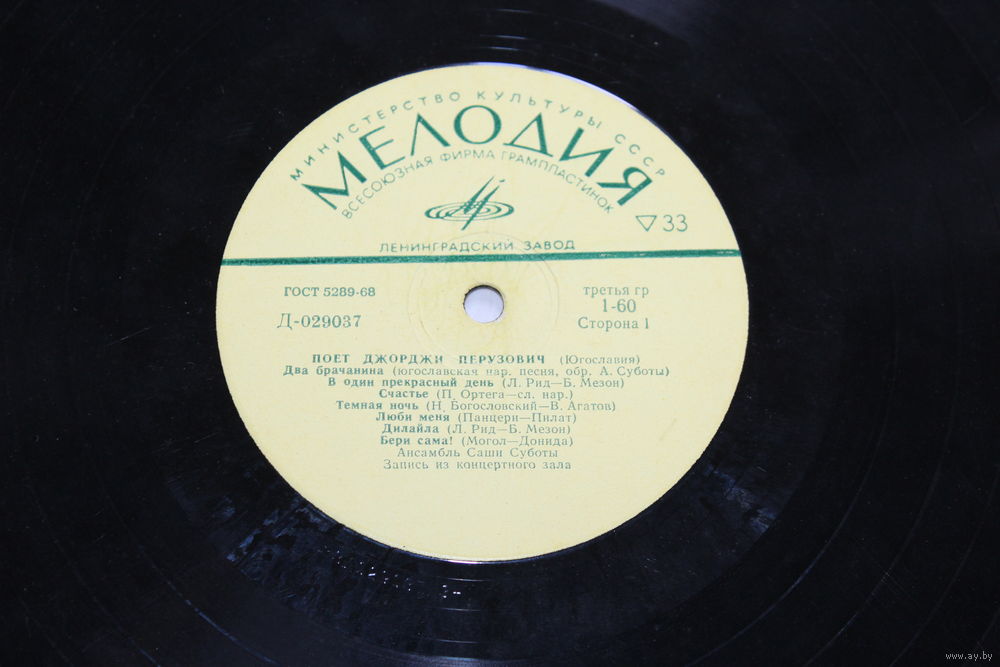 МИНИСТЕРСТВО КУЛЬТУРЫ СССР
МЕЛОДИЯ
ВСЕСОЮЗНАЯ ФИРМА ГРАМПЛАСТИНОК
33
ЛЕНИНГРАДСКИЙ ЗАВОД
ГОСТ 5289-68
третья гр
1-60
Д-029037
Сторона 1
ПОЕТ ДЖОРДЖИ ПЕРУЗОВИЧ (Югославия)
Два брачанина (югославская нар. песня, обр. А. Суботы)
В один прекрасный день (Л. Рид—Б. Мезон)
Счастье (П. Ортега—сл. нар.)
Темная ночь (Н. Богословский—В. Агатов)
Люби меня (Панцери—Пилат)
Дилайла (Л. Рид—Б. Мезон)
Бери сама! (Могол—Донида)
Ансамбль Саши Суботы
Запись из концертного зала
www.ay.by